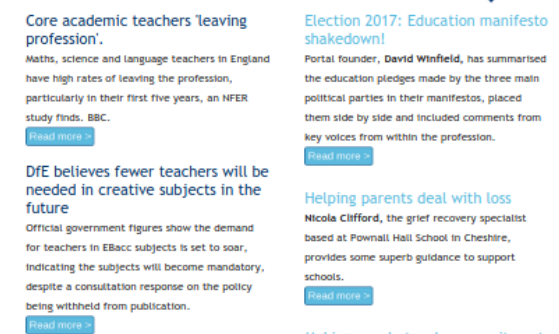 Core academic teachers 'leaving
profession'.
Maths, science and language teachers in England
have high rates of leaving the profession,
particularly in their first five years, an NFER
study finds. BBC.
Read more >
DfE believes fewer teachers will be
needed in creative subjects in the
future
Official government figures show the demand
for teachers in EBacc subjects is set to soar,
indicating the subjects will become mandatory,
despite a consultation response on the policy
being withheld from publication.
Read more >
Election 2017: Education manifesto
shakedown!
Portal founder, David Winfield, has summarised
the education pledges made by the three main
political parties in their manifestos, placed
them side by side and included comments from
key voices from within the profession.
Read more >
Helping parents deal with loss
Nicola Clifford, the grief recovery specialist
based at Pownall Hall School in Cheshire,
provides some superb guidance to support
schools.
Read more >